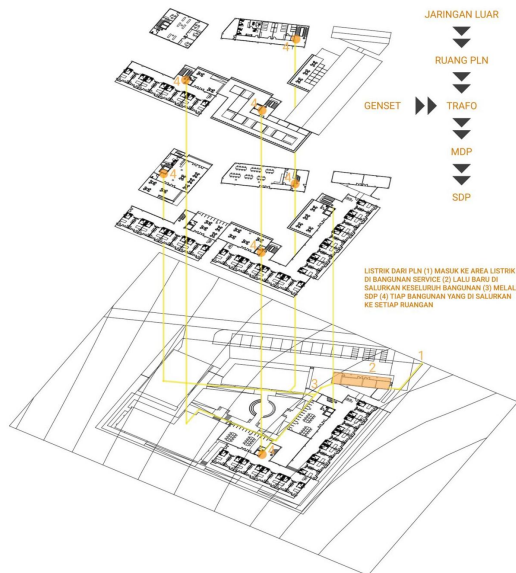 JARINGAN LUAR
RUANG PLN
GENSET
TRAFO
MDP
SDP
4
4
4
4
4
LISTRIK DARI PLN (1) MASUK KE AREA LISTRIK
DI BANGUNAN SERVICE (2) LALU BARU DI
SALURKAN KESELURUH BANGUNAN (3) MELAL
SDP (4) TIAP BANGUNAN YANG DI SALURKAN
KE SETIAP RUANGAN
1
2
3